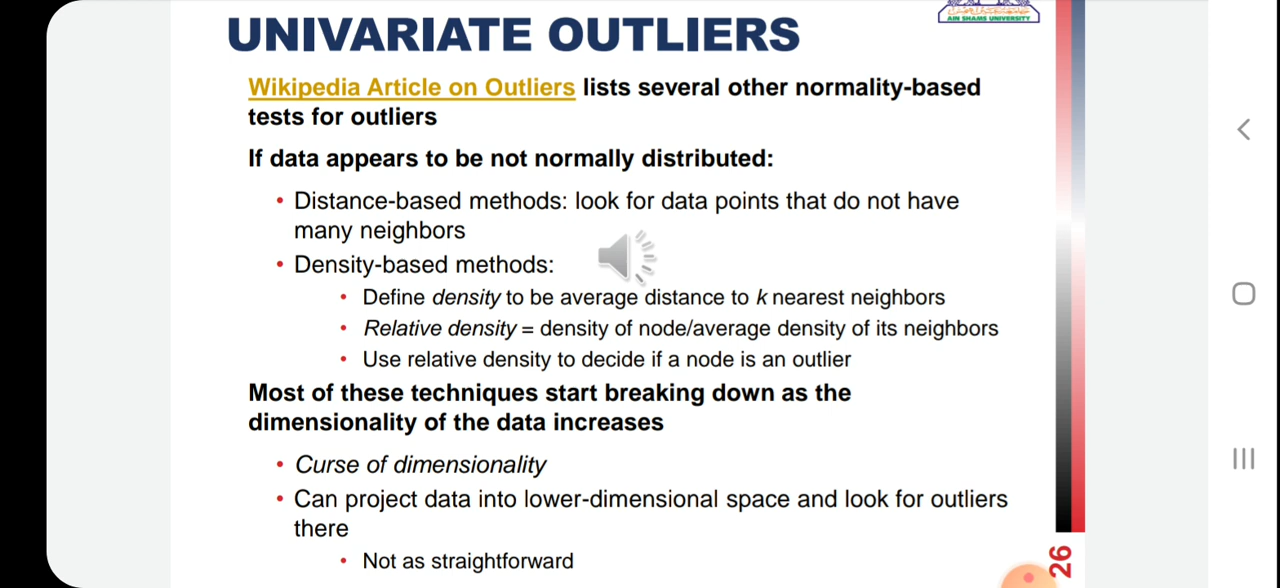 AIN SHAMS UNIVERSITY
UNIVARIATE OUTLIERS
Wikipedia Article on Outliers lists several other normality-based
tests for outliers
If data appears to be not normally distributed:
• Distance-based methods: look for data points that do not have
many neighbors
• Density-based methods:
• Define density to be average distance to k nearest neighbors
• Relative density = density of node/average density of its neighbors
• Use relative density to decide if a node is an outlier
Most of these techniques start breaking down as the
dimensionality of the data increases
• Curse of dimensionality
• Can project data into lower-dimensional space and look for outliers
there
• Not as straightforward
26